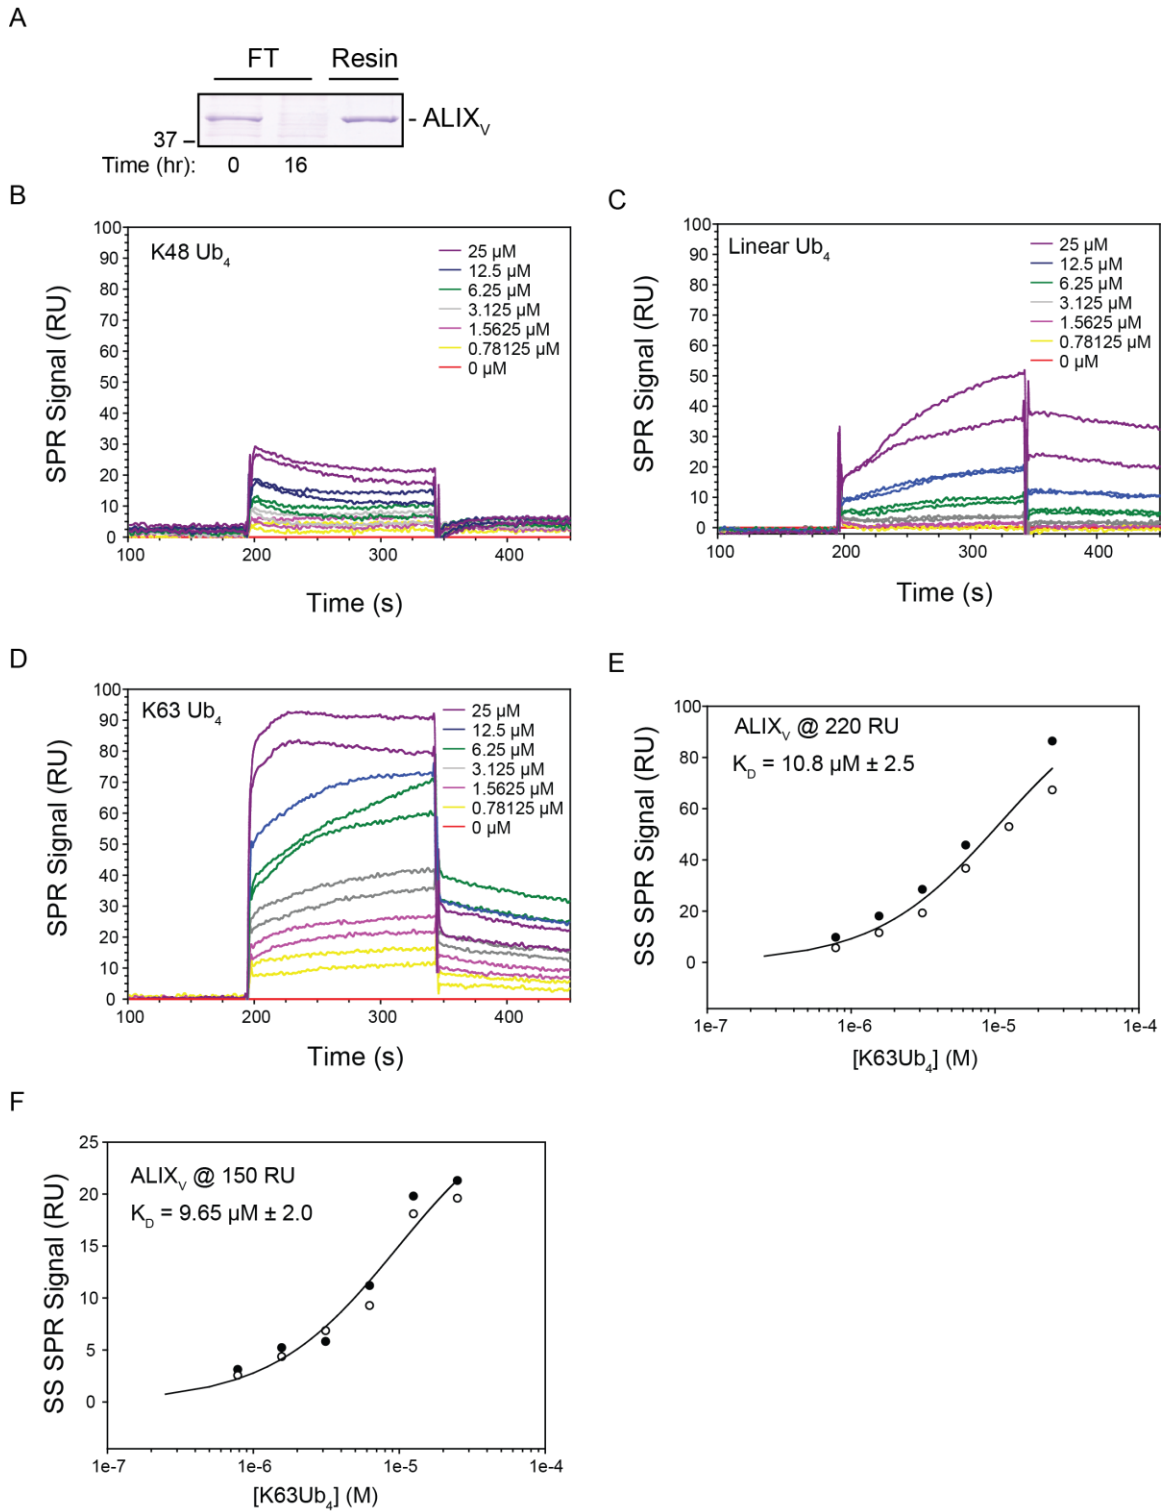 A
FT Resin
- ALIXV
37 –
Time (hr): 0 16
B
K48 Ub4
25 µM
12.5 µM
6.25 µM
3.125 µM
1.5625 µM
0.78125 µM
0 µM
100
90
80
70
60
50
40
30
20
10
0
SPR Signal (RU)
100 200 300 400
Time (s)
C
Linear Ub4
25 µM
12.5 µM
6.25 µM
3.125 µM
1.5625 µM
0.78125 µM
0 µM
100
90
80
70
60
50
40
30
20
10
0
SPR Signal (RU)
100 200 300 400
Time (s)
D
K63 Ub4
25 µM
12.5 µM
6.25 µM
3.125 µM
1.5625 µM
0.78125 µM
0 µM
100
90
80
70
60
50
40
30
20
10
0
SPR Signal (RU)
100 200 300 400
Time (s)
E
ALIXV @ 220 RU
KD = 10.8 µM ± 2.5
100
80
60
40
20
0
SS SPR Signal (RU)
1e-7 1e-6 1e-5 1e-4
[K63Ub4] (M)
F
ALIXV @ 150 RU
KD = 9.65 µM ± 2.0
25
20
15
10
5
0
SS SPR Signal (RU)
1e-7 1e-6 1e-5 1e-4
[K63Ub4] (M)